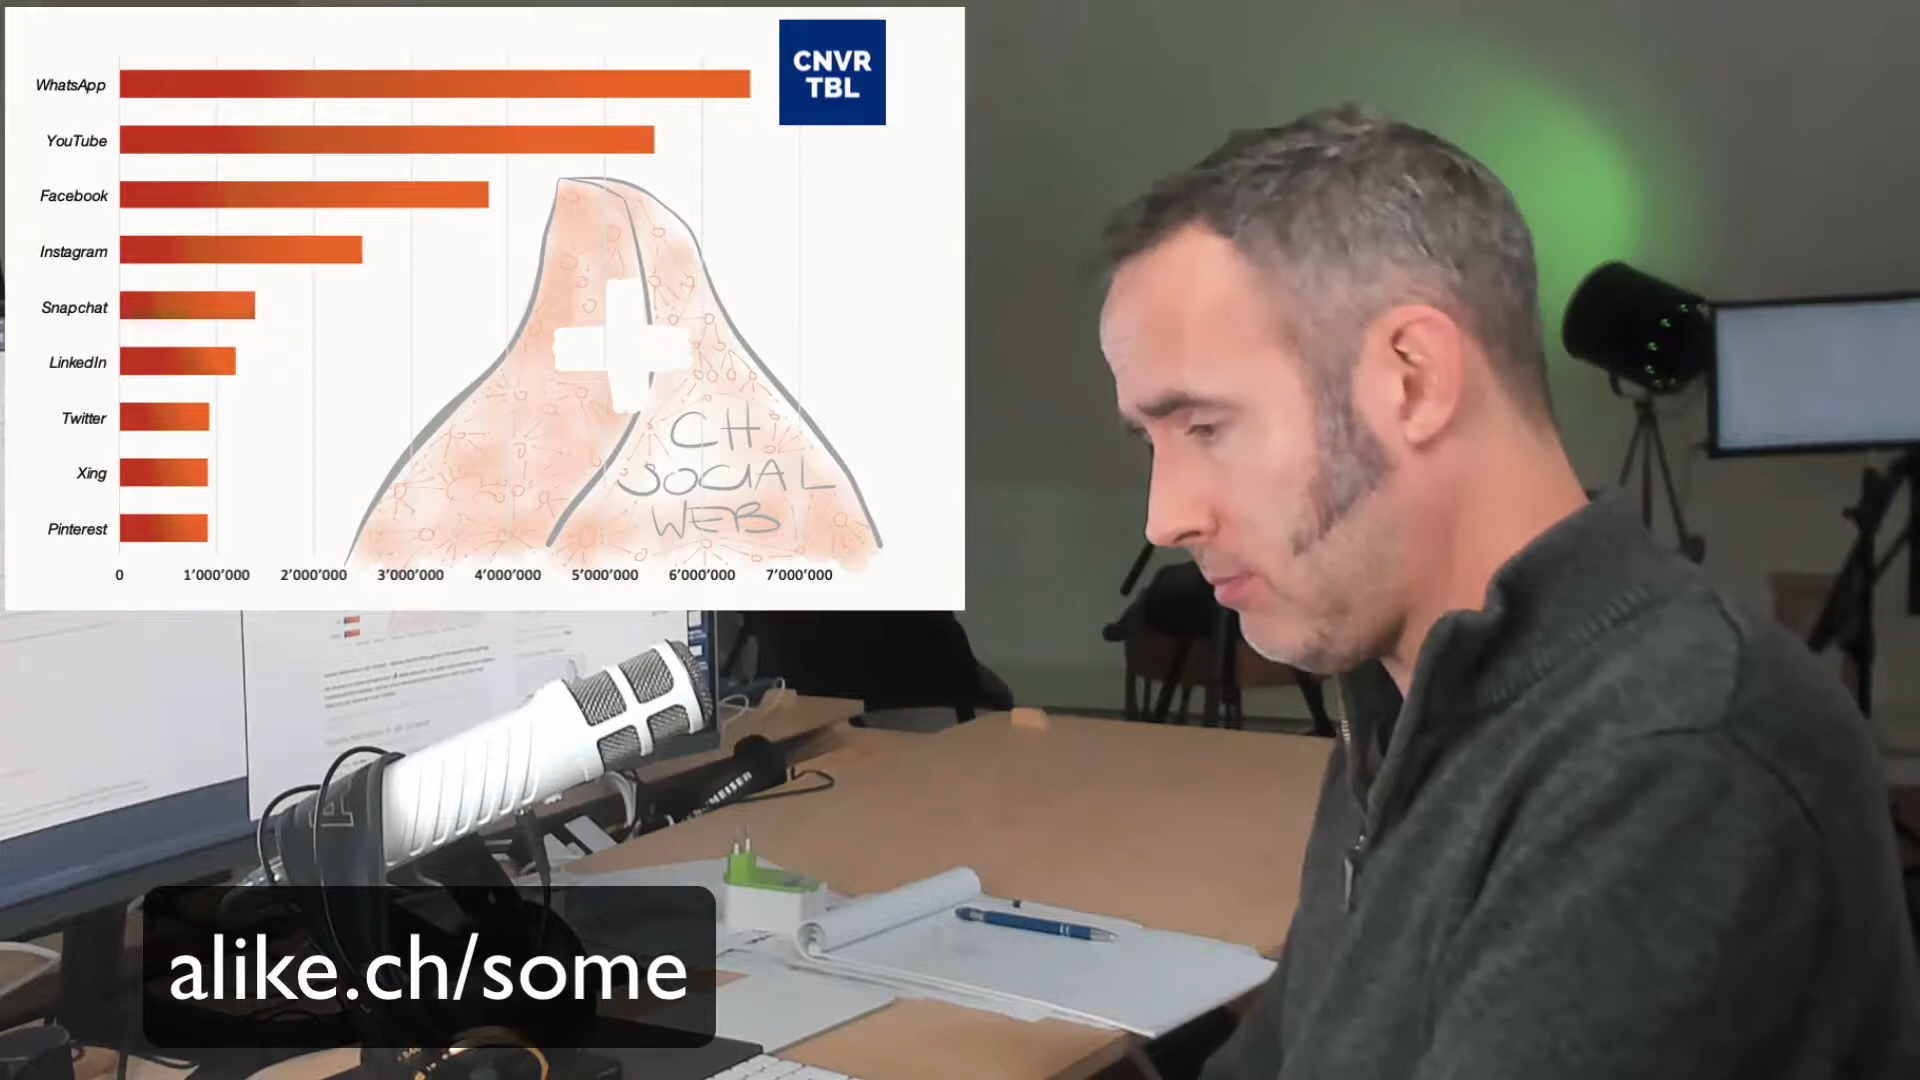 CNVR
TBL
WhatsApp
YouTube
Facebook
Instagram
Snapchat
LinkedIn
Twitter
Xing
Pinterest
CH
SOCIAL
WEB
0 1’000’000 2’000’000 3’000’000 4’000’000 5’000’000 6’000’000 7’000’000
alike.ch/some